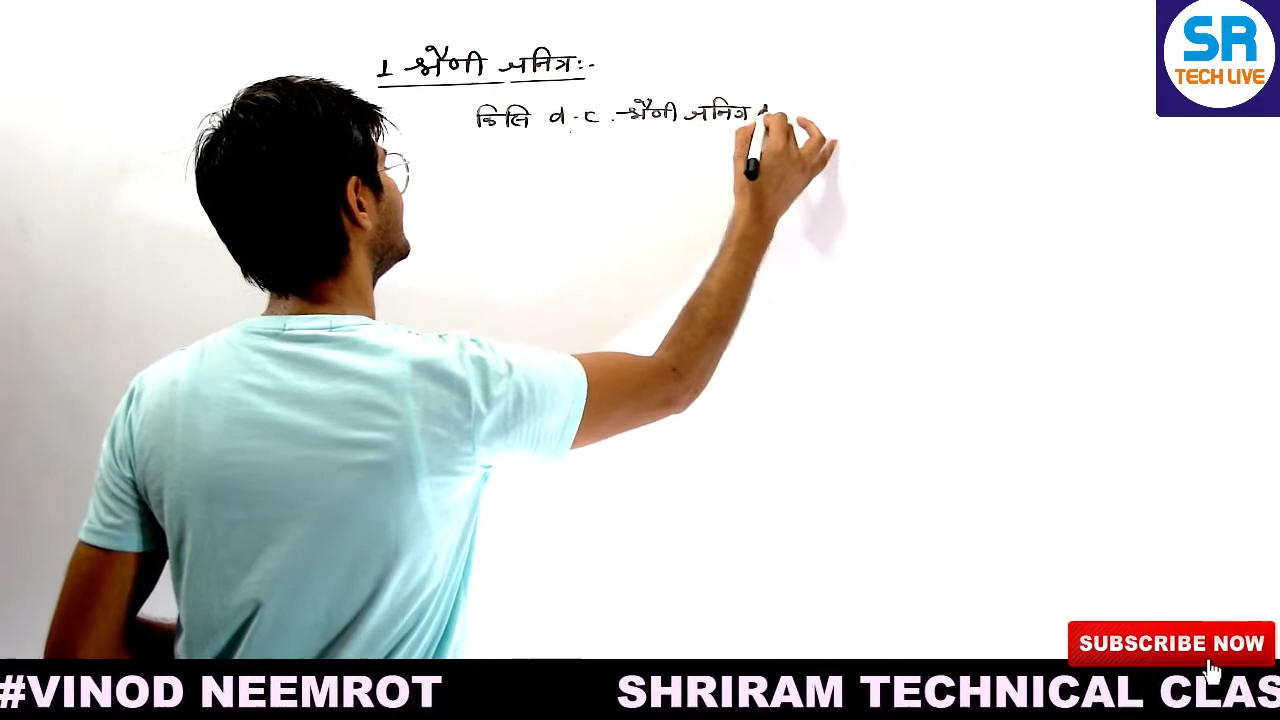 1 श्रेणी जनित्र:-
किसि d.c. श्रेणी जनित्र
SR
TECH LIVE
SUBSCRIBE NOW
#VINOD NEEMROT SHRIRAM TECHNICAL CLAS